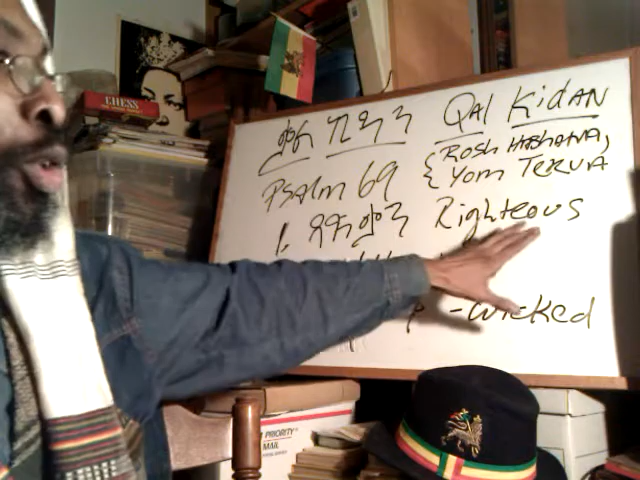 CHESS
ቃል ኪዳን Qal Kidan
{Rosh Hashana,
Psalm 69 {Yom Terua
1. ጻድቃን Righteous
- wicked
PRIORITY
MAIL